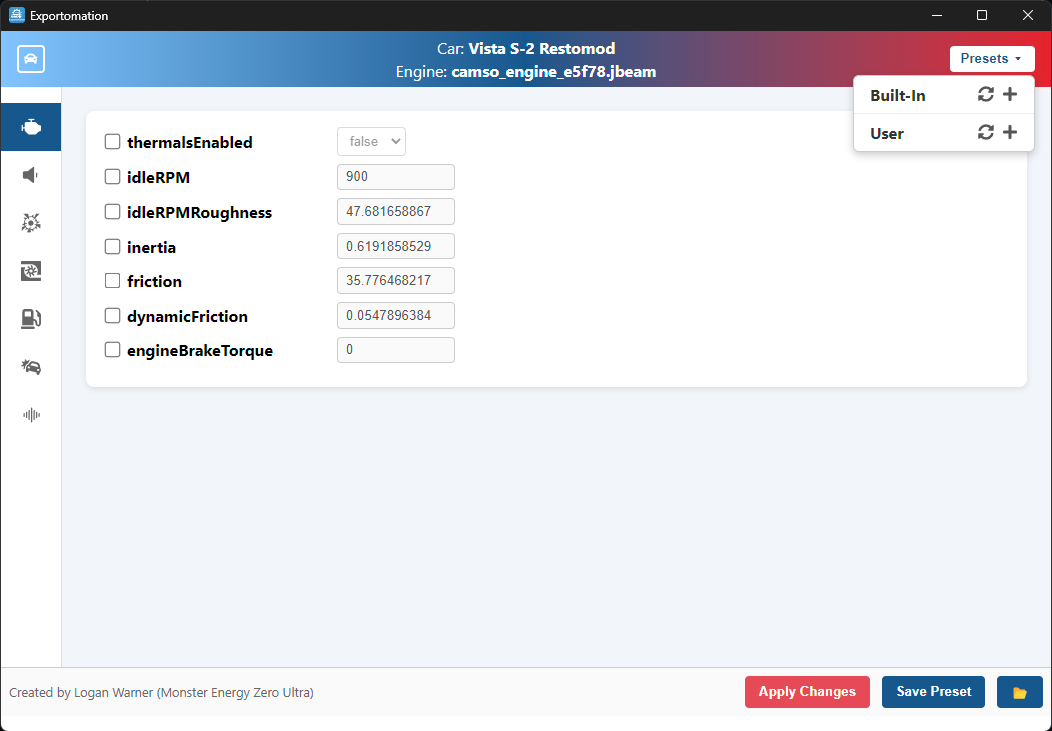 Exportomation
Car: Vista S-2 Restomod
Engine: camso_engine_e5f78.jbeam
Presets
Built-In
User
thermalsEnabled false
idleRPM 900
idleRPMRoughness 47.681658867
inertia 0.6191858529
friction 35.776468217
dynamicFriction 0.0547896384
engineBrakeTorque 0
Created by Logan Warner (Monster Energy Zero Ultra)
Apply Changes
Save Preset